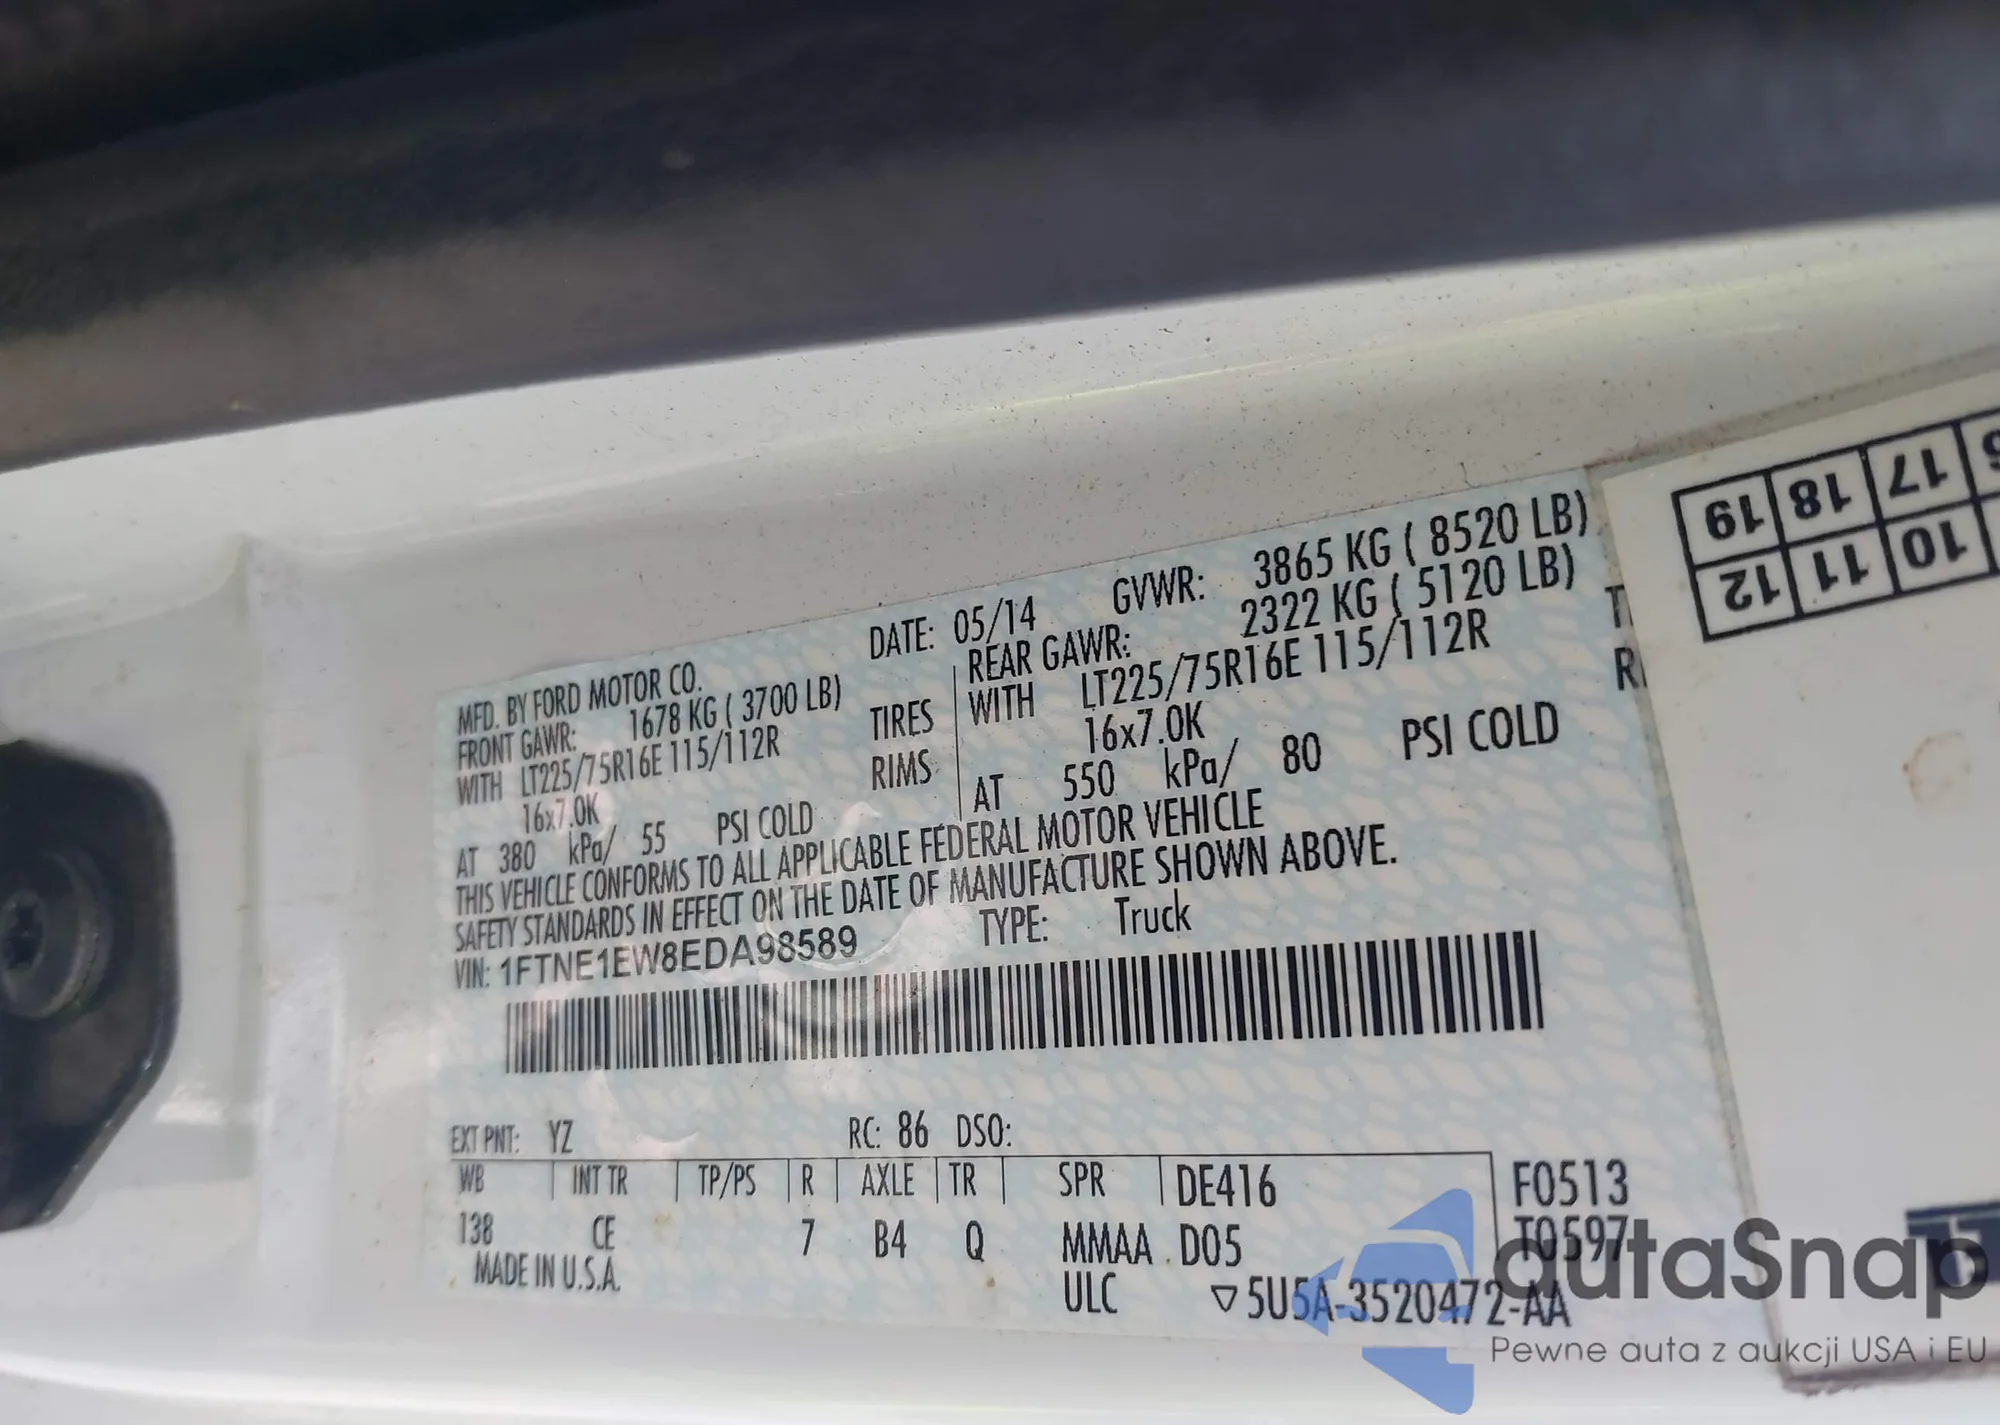 MFD. BY FORD MOTOR CO. DATE: 05/14 GVWR: 3865 KG ( 8520 LB)
FRONT GAWR: 1678 KG ( 3700 LB) REAR GAWR: 2322 KG ( 5120 LB)
WITH LT225/75R16E 115/112R TIRES WITH LT225/75R16E 115/112R
16x7.0K RIMS 16x7.0K
AT 380 kPa/ 55 PSI COLD AT 550 kPa/ 80 PSI COLD
THIS VEHICLE CONFORMS TO ALL APPLICABLE FEDERAL MOTOR VEHICLE
SAFETY STANDARDS IN EFFECT ON THE DATE OF MANUFACTURE SHOWN ABOVE.
VIN: 1FTNE1EW8EDA98589 TYPE: Truck
EXT PNT: YZ RC: 86 DSO:
WB INT TR TP/PS R AXLE TR SPR DE416 F0513
138 CE 7 B4 Q MMAA D05 T0597
MADE IN U.S.A. ULC ▽5U5A-3520472-AA
19 18 17
12 11 10
autaSnap
Pewne auta z aukcji USA i EU